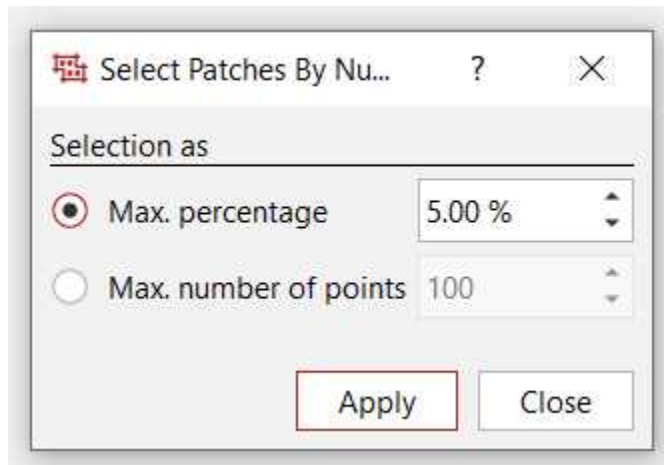 Select Patches By Nu... ?
Selection as
Max. percentage 5.00 %
Max. number of points 100
Apply Close